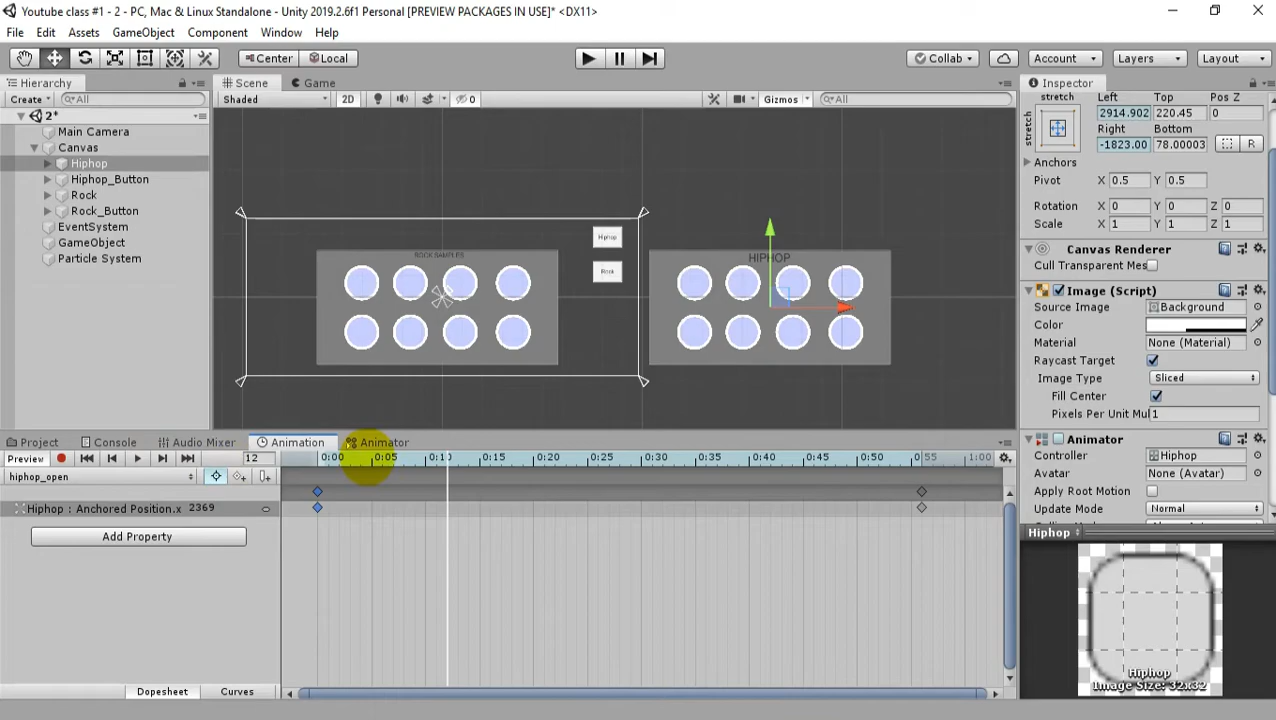 Youtube class #1 - 2 - PC, Mac & Linux Standalone - Unity 2019.2.6f1 Personal [PREVIEW PACKAGES IN USE]* <DX11>
File Edit Assets GameObject Component Window Help
Center Local Collab Account Layers Layout
Hierarchy Scene Game Inspector
Create All Shaded 2D 0 Gizmos All
stretch Left Top Pos Z
2* 2914.902 220.45 0
Main Camera stretch Right Bottom
Canvas -1823.00 78.00003 R
Hiphop Anchors
Hiphop_Button Pivot X 0.5 Y 0.5
Rock Rotation X 0 Y 0 Z 0
Rock_Button Scale X 1 Y 1 Z 1
EventSystem
GameObject
Particle System
Hiphop
Rock
ROCK SAMPLES
HIPHOP
Canvas Renderer
Cull Transparent Mes
Image (Script)
Source Image Background
Color
Material None (Material)
Raycast Target
Image Type Sliced
Fill Center
Pixels Per Unit Mul 1
Animator
Controller Hiphop
Avatar None (Avatar)
Apply Root Motion
Update Mode Normal
Project Console Audio Mixer Animation Animator
Preview 12 0:00 0:05 0:10 0:15 0:20 0:25 0:30 0:35 0:40 0:45 0:50 0:55 1:00
hiphop_open
Hiphop : Anchored Position.x 2369
Add Property
Dopesheet Curves
Hiphop
Hiphop
Image Size: 32x32